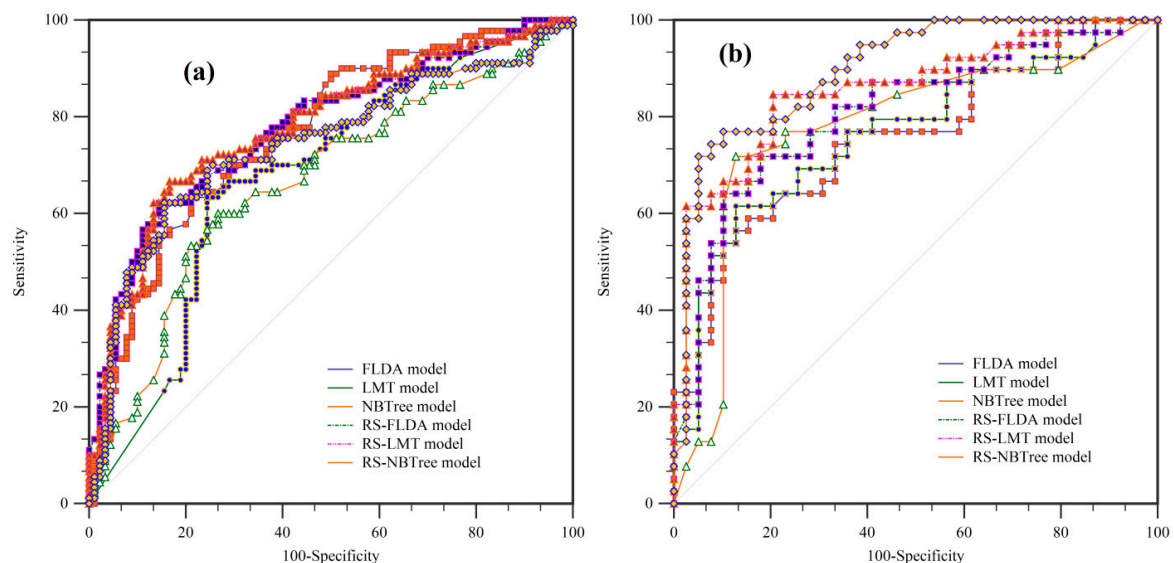 (a)
100
80
60
40
20
0
Sensitivity
FLDA model
LMT model
NBTree model
RS-FLDA model
RS-LMT model
RS-NBTree model
0 20 40 60 80 100
100-Specificity
(b)
100
80
60
40
20
0
Sensitivity
FLDA model
LMT model
NBTree model
RS-FLDA model
RS-LMT model
RS-NBTree model
0 20 40 60 80 100
100-Specificity